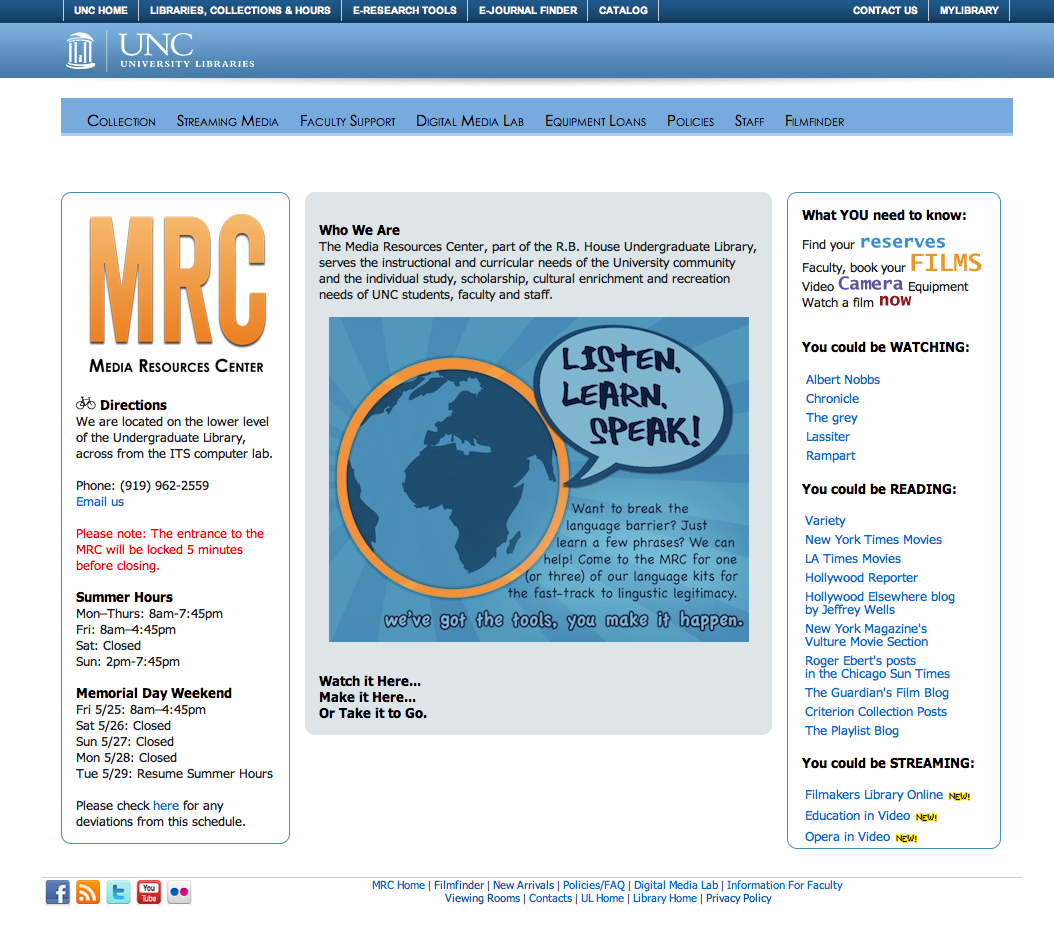 UNC HOME LIBRARIES, COLLECTIONS & HOURS E-RESEARCH TOOLS E-JOURNAL FINDER CATALOG CONTACT US MYLIBRARY
UNC
UNIVERSITY LIBRARIES
Collection Streaming Media Faculty Support Digital Media Lab Equipment Loans Policies Staff Filmfinder
MRC
Media Resources Center
Directions
We are located on the lower level
of the Undergraduate Library,
across from the ITS computer lab.
Phone: (919) 962-2559
Email us
Please note: The entrance to the
MRC will be locked 5 minutes
before closing.
Summer Hours
Mon–Thurs: 8am-7:45pm
Fri: 8am–4:45pm
Sat: Closed
Sun: 2pm-7:45pm
Memorial Day Weekend
Fri 5/25: 8am–4:45pm
Sat 5/26: Closed
Sun 5/27: Closed
Mon 5/28: Closed
Tue 5/29: Resume Summer Hours
Please check here for any
deviations from this schedule.
Who We Are
The Media Resources Center, part of the R.B. House Undergraduate Library,
serves the instructional and curricular needs of the University community
and the individual study, scholarship, cultural enrichment and recreation
needs of UNC students, faculty and staff.
LISTEN.
LEARN.
SPEAK!
Want to break the
language barrier? Just
learn a few phrases? We can
help! Come to the MRC for one
(or three) of our language kits for
the fast-track to lingustic legitimacy.
we've got the tools, you make it happen.
Watch it Here...
Make it Here...
Or Take it to Go.
What YOU need to know:
Find your reserves
Faculty, book your FILMS
Video Camera Equipment
Watch a film now
You could be WATCHING:
Albert Nobbs
Chronicle
The grey
Lassiter
Rampart
You could be READING:
Variety
New York Times Movies
LA Times Movies
Hollywood Reporter
Hollywood Elsewhere blog
by Jeffrey Wells
New York Magazine's
Vulture Movie Section
Roger Ebert's posts
in the Chicago Sun Times
The Guardian's Film Blog
Criterion Collection Posts
The Playlist Blog
You could be STREAMING:
Filmakers Library Online NEW!
Education in Video NEW!
Opera in Video NEW!
You Tube
MRC Home | Filmfinder | New Arrivals | Policies/FAQ | Digital Media Lab | Information For Faculty
Viewing Rooms | Contacts | UL Home | Library Home | Privacy Policy